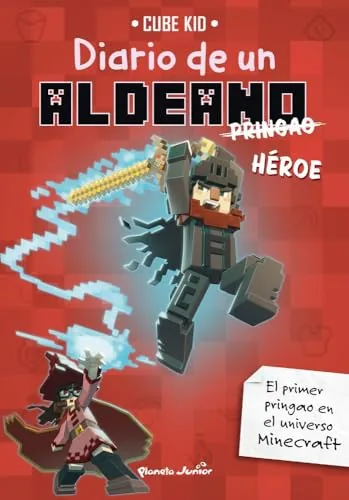 • CUBE KID •
Diario de un
ALDEANO
PRINGAO
HÉROE
El primer
pringao en
el universo
Minecraft
Planeta Junior